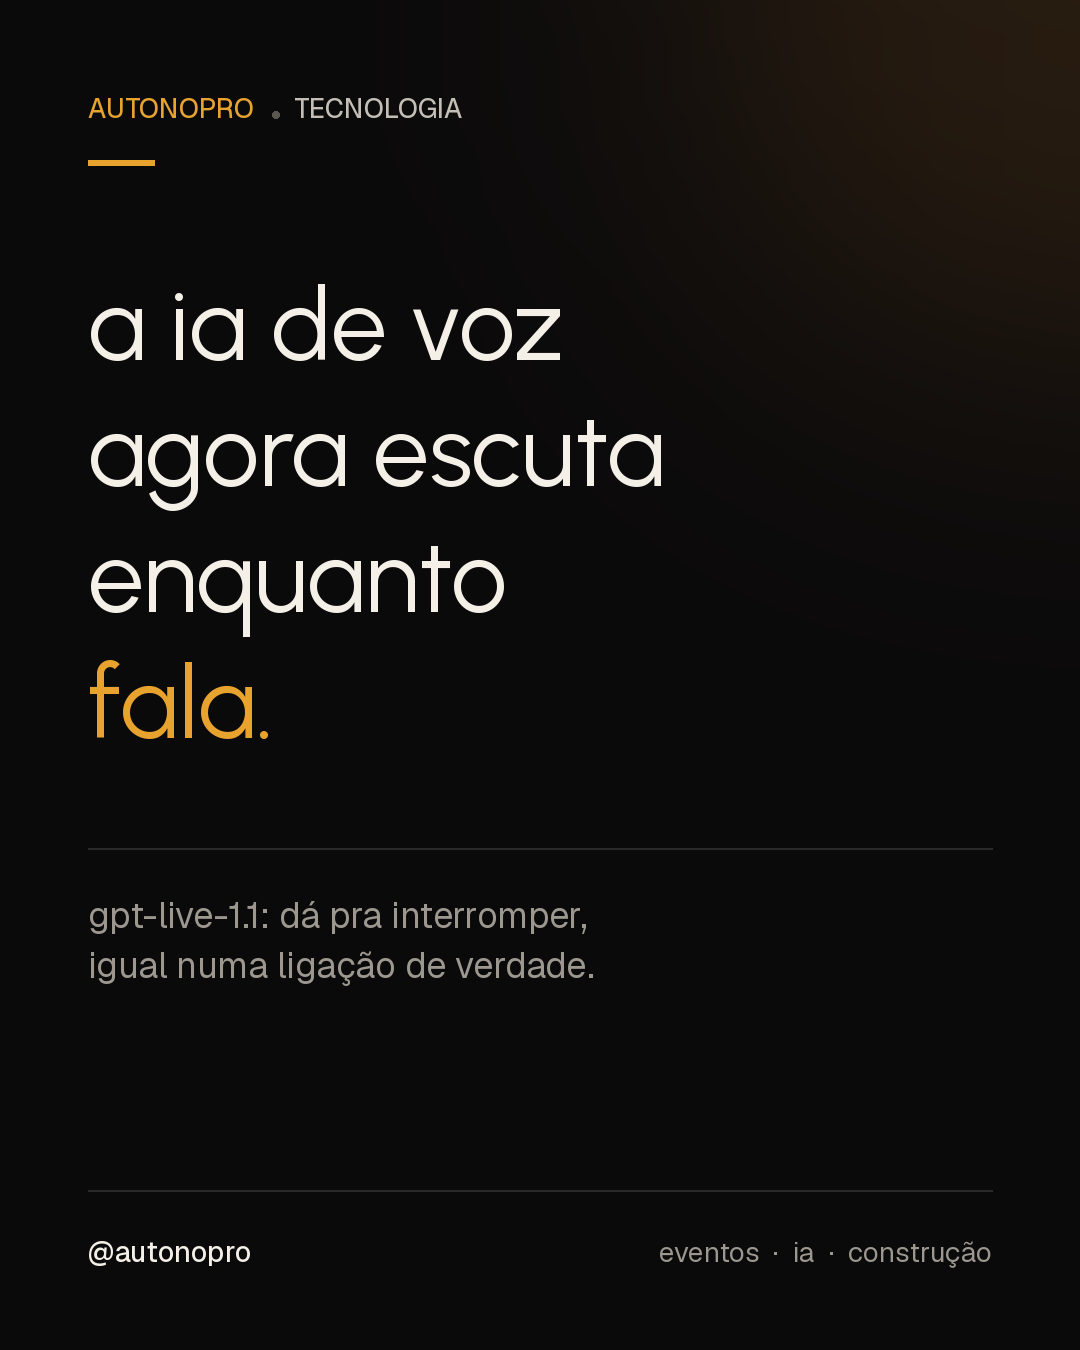 AUTONOPRO • TECNOLOGIA
a ia de voz
agora escuta
enquanto
fala.
gpt-live-1.1: dá pra interromper,
igual numa ligação de verdade.
@autonopro
eventos · ia · construção